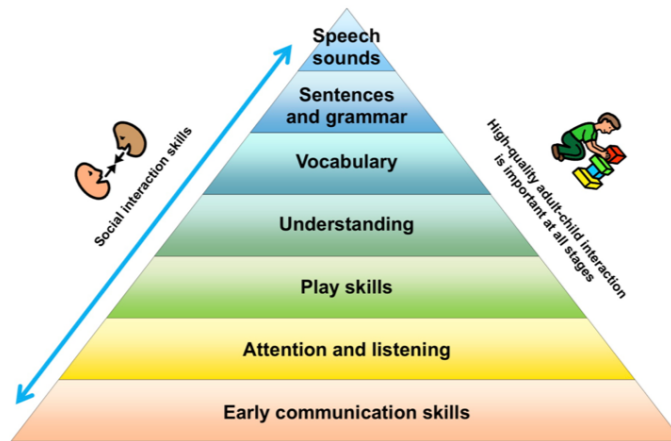 Speech
sounds
Sentences
and grammar
Vocabulary
Understanding
Play skills
Attention and listening
Early communication skills
Social interaction skills
High-quality adult-child interaction
is important at all stages